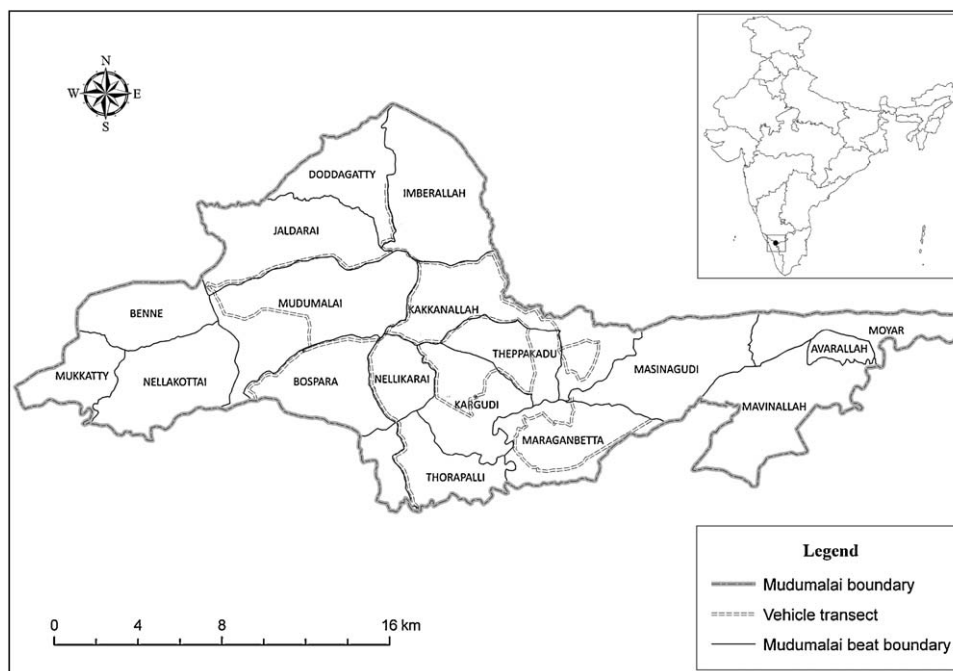 N
W E
S
DODDAGATTY
IMBERALLAH
JALDARAI
MUDUMALAI
KAKKANALLAH
BENNE
MOYAR
THEPPAKADU
AVARALLAH
MASINAGUDI
MUKKATTY
NELLAKOTTAI
BOSPARA
NELLIKARAI
KARGUDI
MAVINALLAH
MARAGANBETTA
THORAPALLI
Legend
Mudumalai boundary
Vehicle transect
Mudumalai beat boundary
0 4 8 16 km